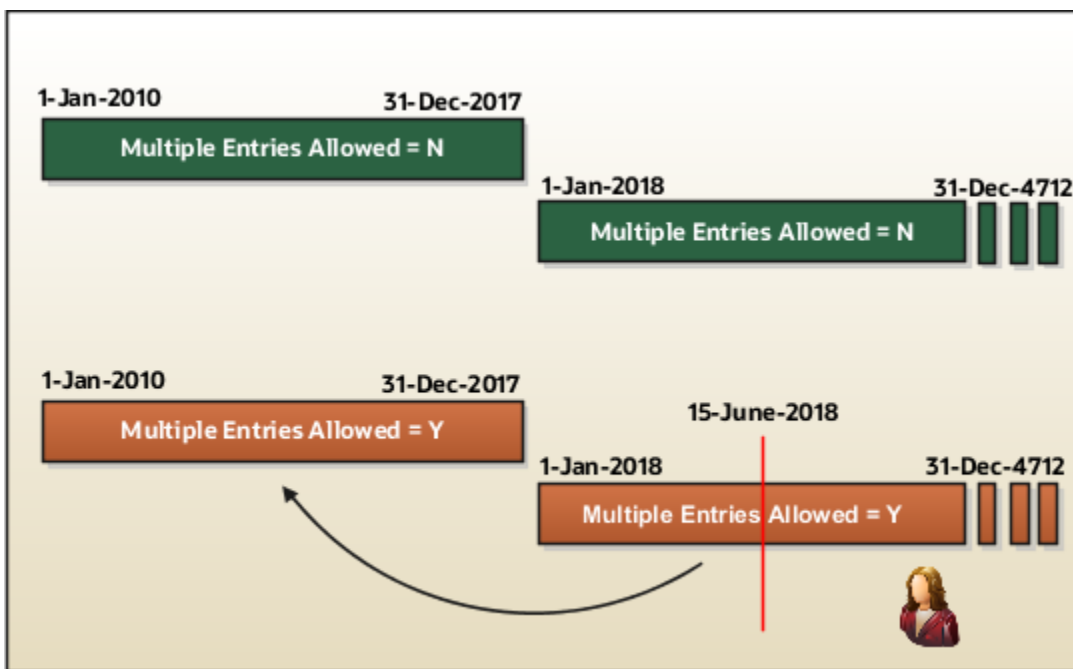 1-Jan-2010 31-Dec-2017
Multiple Entries Allowed = N
1-Jan-2018 31-Dec-4712
Multiple Entries Allowed = N
1-Jan-2010 31-Dec-2017
Multiple Entries Allowed = Y
15-June-2018
1-Jan-2018 31-Dec-4712
Multiple Entries Allowed = Y